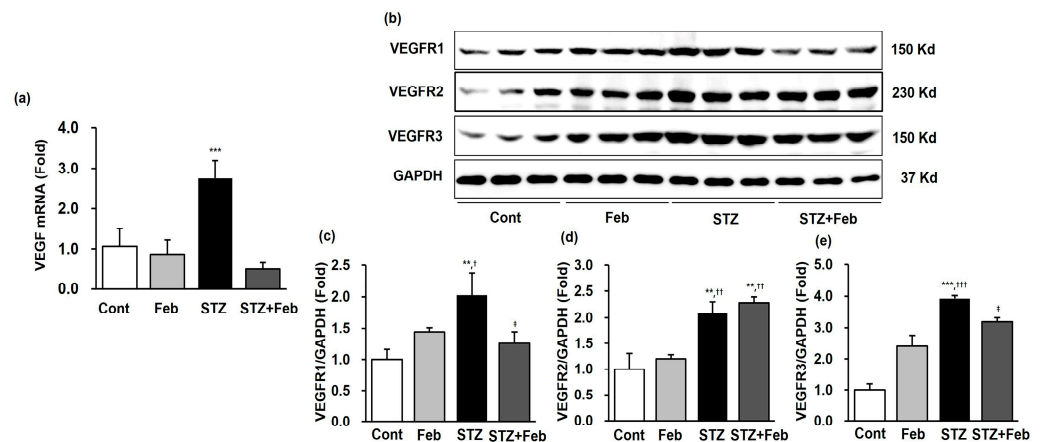 (b)
VEGFR1
150 Kd
VEGFR2
230 Kd
VEGFR3
150 Kd
GAPDH
37 Kd
Cont Feb STZ STZ+Feb
(a)
VEGF mRNA (Fold)
4.0
3.0
2.0
1.0
0.0
***
Cont Feb STZ STZ+Feb
(c)
VEGFR1/GAPDH (Fold)
2.5
2.0
1.5
1.0
0.5
0.0
**,†
‡
Cont Feb STZ STZ+Feb
(d)
VEGFR2/GAPDH (Fold)
3.0
2.5
2.0
1.5
1.0
0.5
0.0
**,††
**,††
Cont Feb STZ STZ+Feb
(e)
VEGFR3/GAPDH (Fold)
5.0
4.0
3.0
2.0
1.0
0.0
***,†††
‡
Cont Feb STZ STZ+Feb